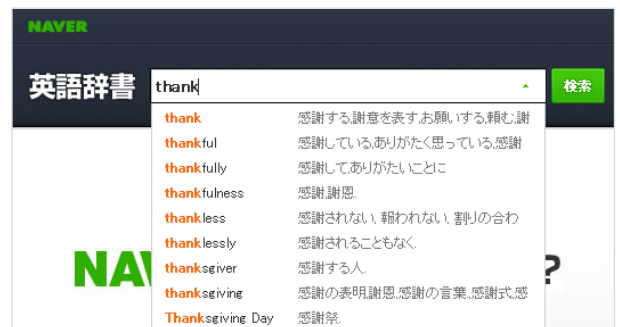 NAVER
英語辞書 thank 検索
thank 感謝する,謝意を表す,お願いする,頼む,謝
thankful 感謝している,ありがたく思っている,感謝
thankfully 感謝して,ありがたいことに
thankfulness 感謝,謝恩.
thankless 感謝されない, 報われない, 割りの合わ
thanklessly 感謝されることもなく.
thanksgiver 感謝する人.
thanksgiving 感謝の表明,謝恩,感謝の言葉,感謝式,感
Thanksgiving Day 感謝祭.
NA ?